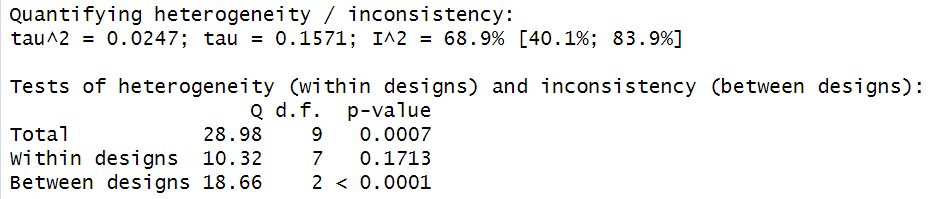 Quantifying heterogeneity / inconsistency:
tau^2 = 0.0247; tau = 0.1571; I^2 = 68.9% [40.1%; 83.9%]

Tests of heterogeneity (within designs) and inconsistency (between designs):
                    Q d.f.  p-value
Total           28.98    9   0.0007
Within designs  10.32    7   0.1713
Between designs 18.66    2 < 0.0001